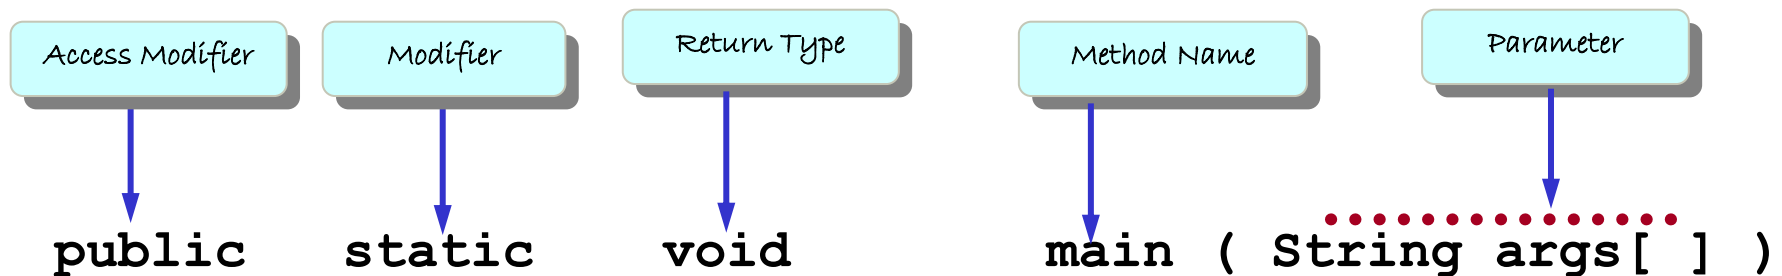 Access Modifier Modifier Return Type Method Name Parameter
public static void main ( String args[ ] )